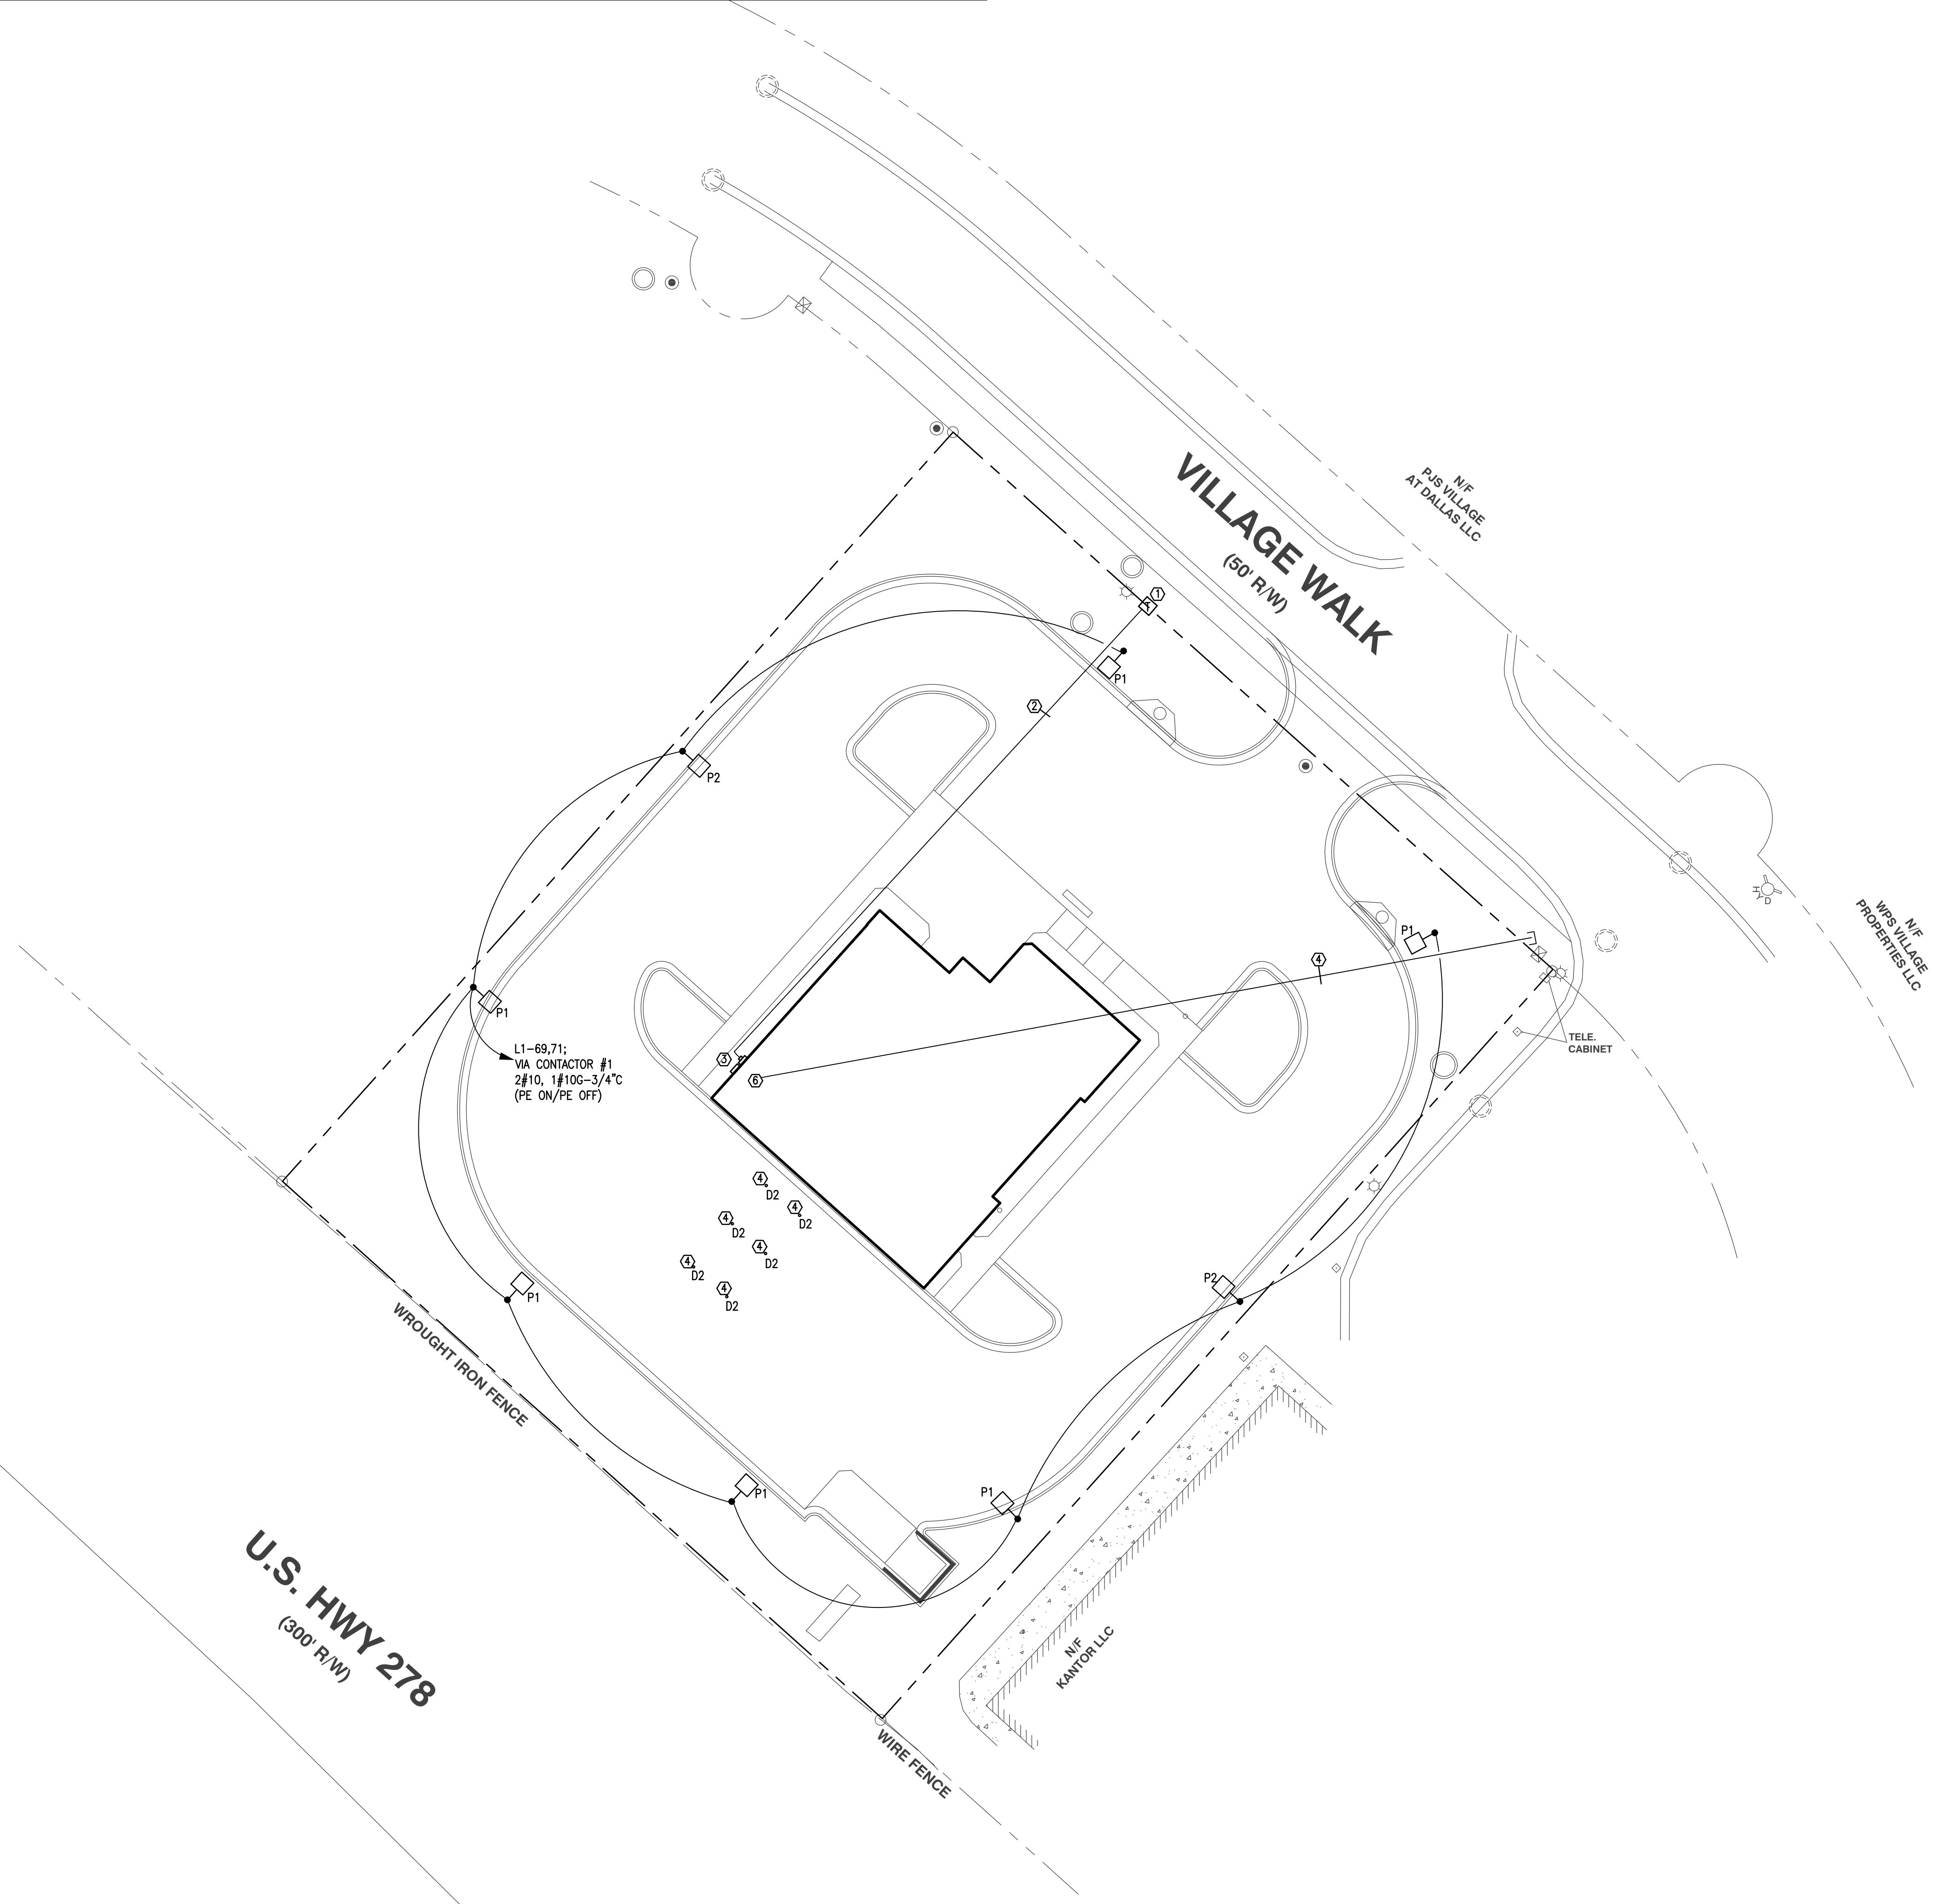 N/F
PJS VILLAGE
AT DALLAS LLC
VILLAGE WALK
(50' R/W)
1
P1
2
P2
H
Y
D
N/F
WPS VILLAGE
PROPERTIES LLC
P1
4
P1
TELE.
CABINET
L1-69,71;
VIA CONTACTOR #1
2#10, 1#10G-3/4"C
(PE ON/PE OFF)
3
6
4
D2
4
D2
4
D2
4
D2
4
D2
4
D2
P1
P2
WROUGHT IRON FENCE
P1
P1
U.S. HWY 278
(300' R/W)
N/F
KANTOR LLC
WIRE FENCE